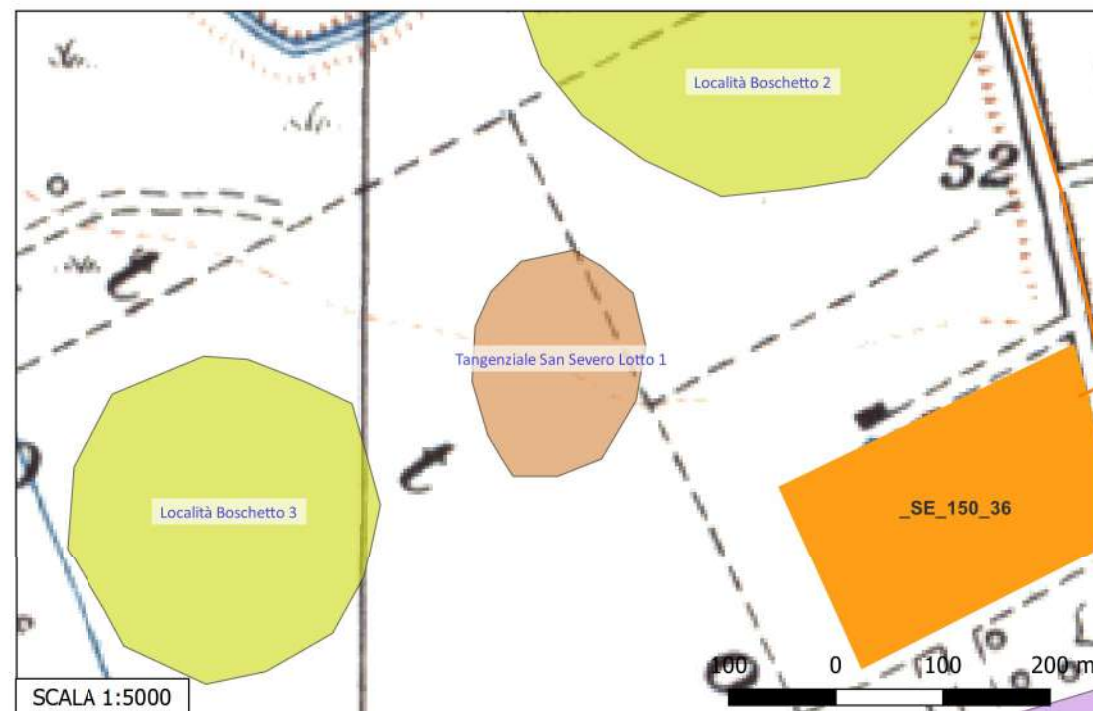 Località Boschetto 2
52
t
Tangenziale San Severo Lotto 1
t
Località Boschetto 3
_SE_150_36
100 0 100 200 m
SCALA 1:5000